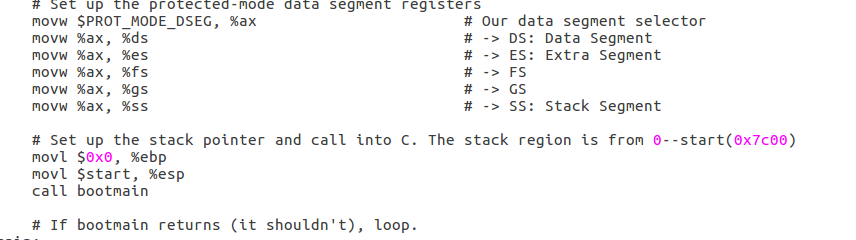 # Set up the protected-mode data segment registers
movw $PROT_MODE_DSEG, %ax # Our data segment selector
movw %ax, %ds # -> DS: Data Segment
movw %ax, %es # -> ES: Extra Segment
movw %ax, %fs # -> FS
movw %ax, %gs # -> GS
movw %ax, %ss # -> SS: Stack Segment
# Set up the stack pointer and call into C. The stack region is from 0--start(0x7c00)
movl $0x0, %ebp
movl $start, %esp
call bootmain
# If bootmain returns (it shouldn't), loop.